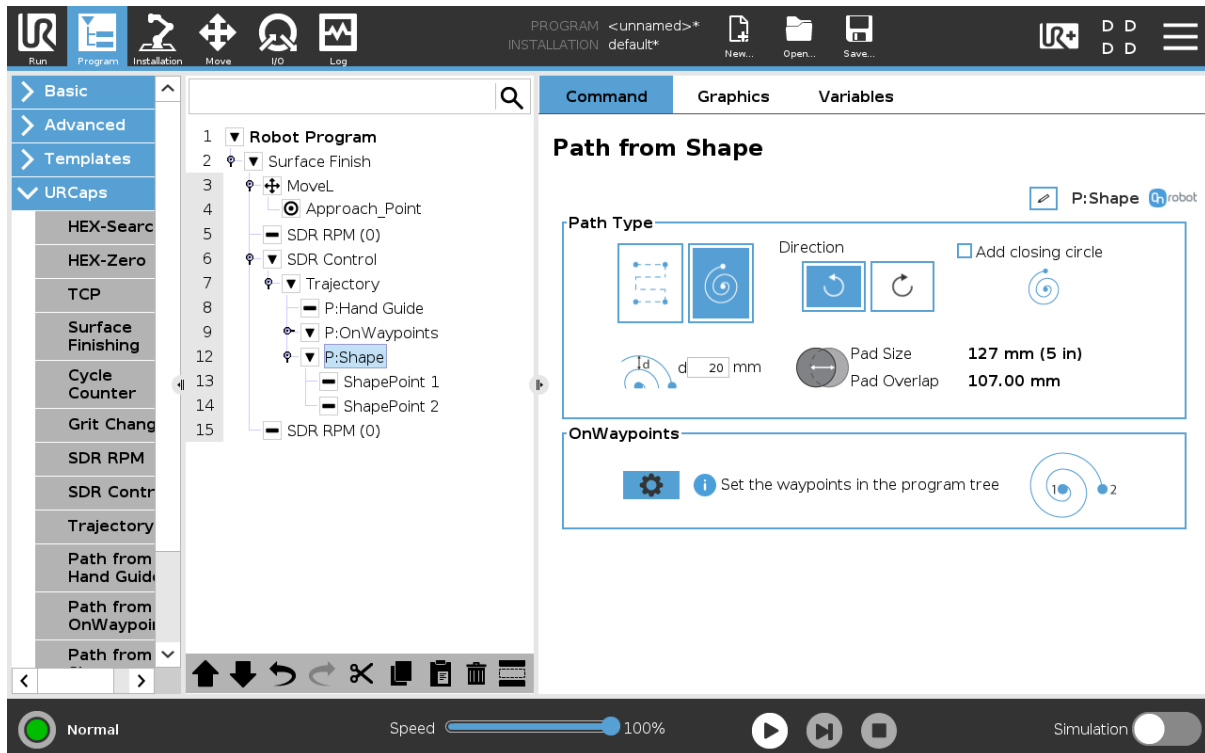 PROGRAM <unnamed>*
INSTALLATION default*
New... Open... Save...
UR+
D D
D D
Run Program Installation Move I/O Log
Basic
Advanced
Templates
URCaps
HEX-Searc
HEX-Zero
TCP
Surface
Finishing
Cycle
Counter
Grit Chang
SDR RPM
SDR Contr
Trajectory
Path from
Hand Guid
Path from
OnWaypoi
Path from
1 Robot Program
2 Surface Finish
3 MoveL
4 Approach_Point
5 SDR RPM (0)
6 SDR Control
7 Trajectory
8 P:Hand Guide
9 P:OnWaypoints
12 P:Shape
13 ShapePoint 1
14 ShapePoint 2
15 SDR RPM (0)
Command Graphics Variables
Path from Shape
P:Shape On robot
Path Type
Direction
Add closing circle
d
d 20 mm
Pad Size 127 mm (5 in)
Pad Overlap 107.00 mm
OnWaypoints
i Set the waypoints in the program tree
1 2
Normal
Speed 100%
Simulation